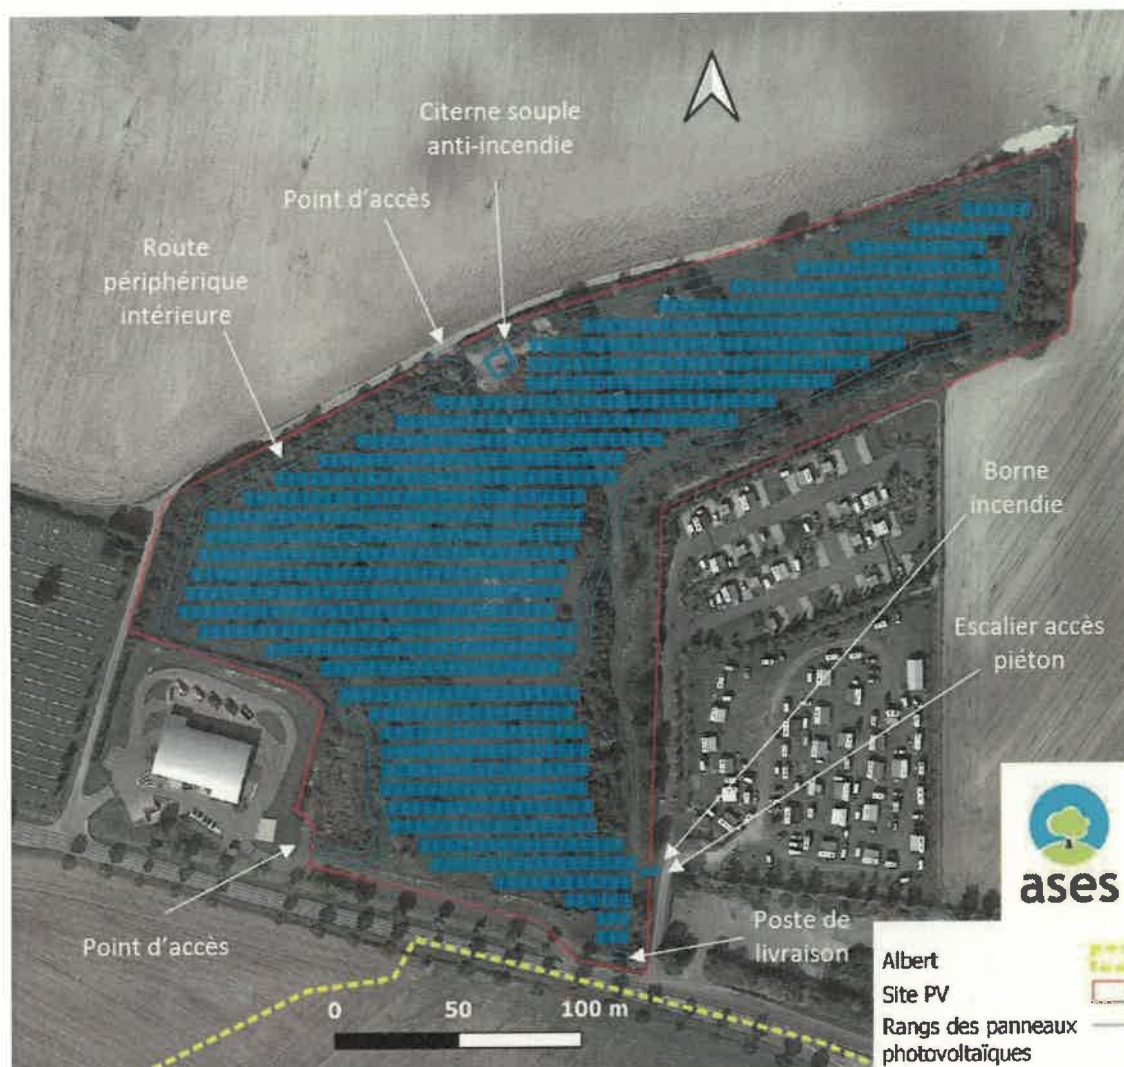 Citerne souple
anti-incendie
Point d'accès
Route
périphérique
intérieure
Borne
incendie
Escalier accès
piéton
ases
Point d'accès
Poste de
livraison
0 50 100 m
Albert
Site PV
Rangs des panneaux
photovoltaïques